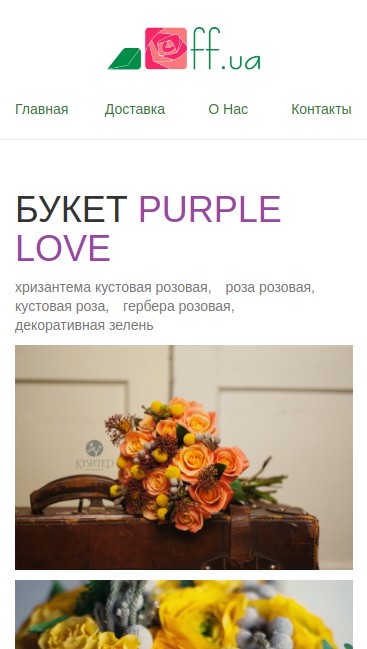 ff.ua
Главная Доставка О Нас Контакты
БУКЕТ PURPLE
LOVE
хризантема кустовая розовая, роза розовая,
кустовая роза, гербера розовая,
декоративная зелень